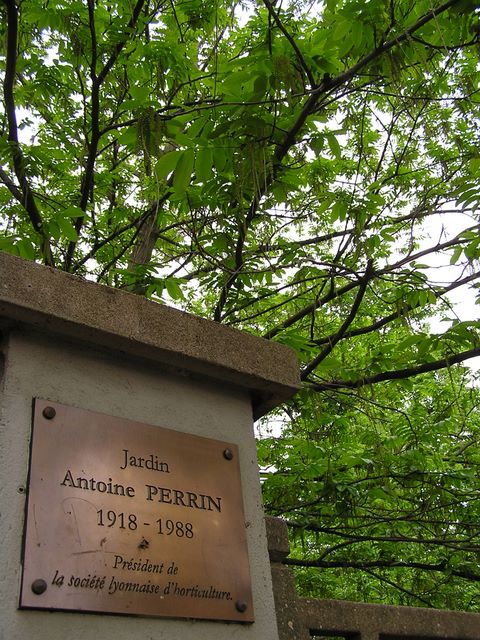 Jardin
Antoine PERRIN
1918 - 1988
Président de
la société lyonnaise d'horticulture.